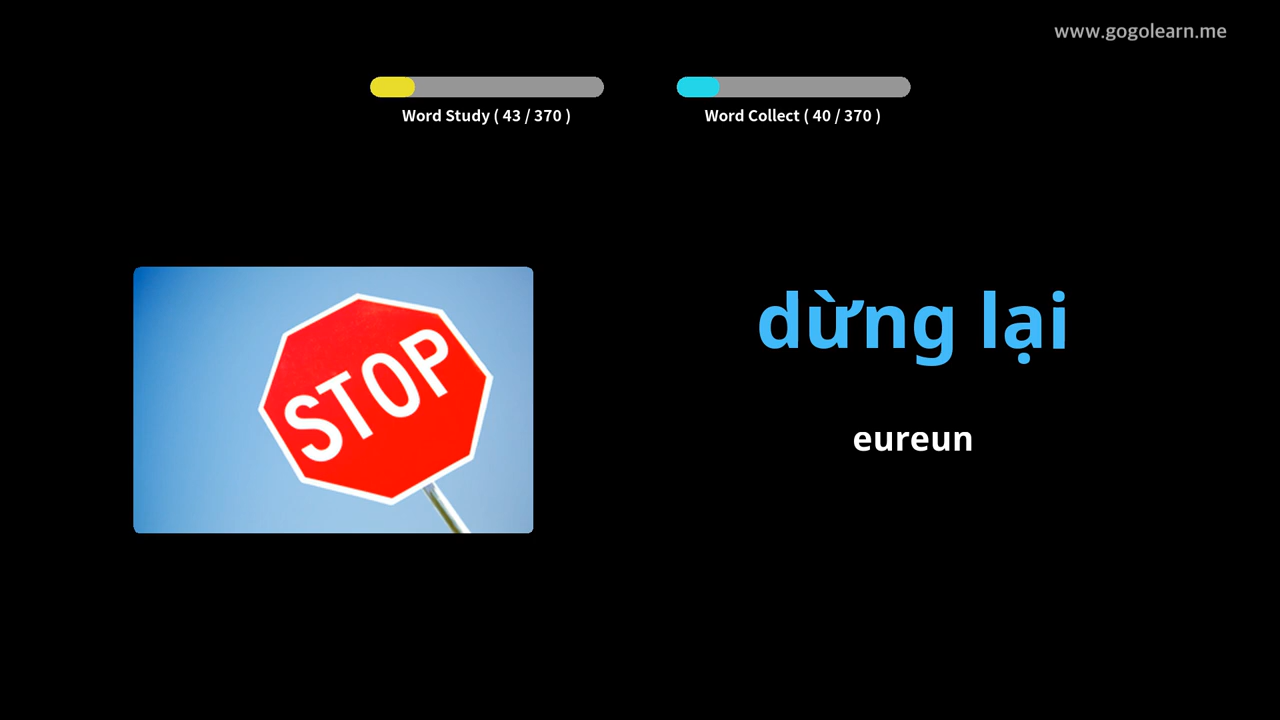 www.gogolearn.me
Word Study ( 43 / 370 )
Word Collect ( 40 / 370 )
STOP
dừng lại
eureun